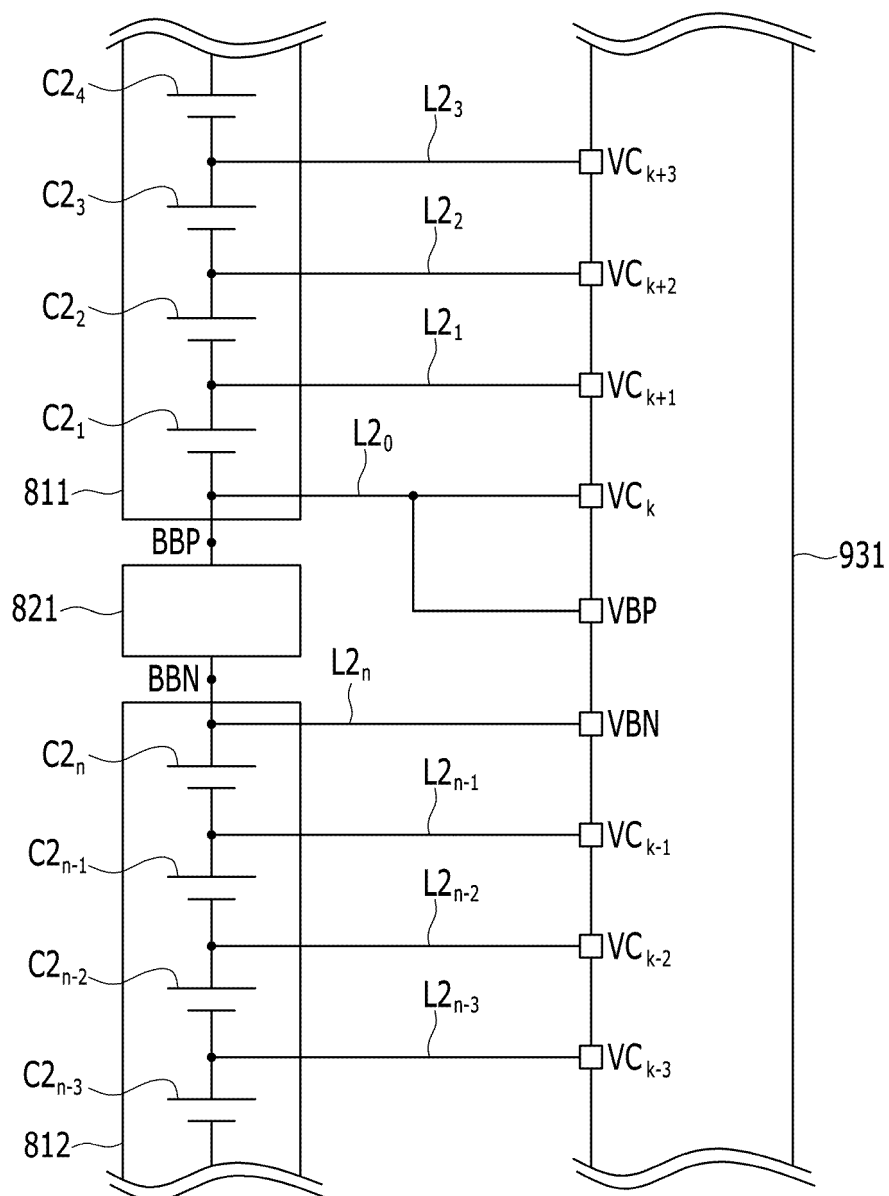 C2₄
L2₃
VCₖ₊₃
C2₃
L2₂
VCₖ₊₂
C2₂
L2₁
VCₖ₊₁
C2₁
L2₀
811
VCₖ
BBP
931
821
VBP
BBN
L2ₙ
VBN
C2ₙ
L2ₙ₋₁
VCₖ₋₁
C2ₙ₋₁
L2ₙ₋₂
VCₖ₋₂
C2ₙ₋₂
L2ₙ₋₃
VCₖ₋₃
C2ₙ₋₃
812